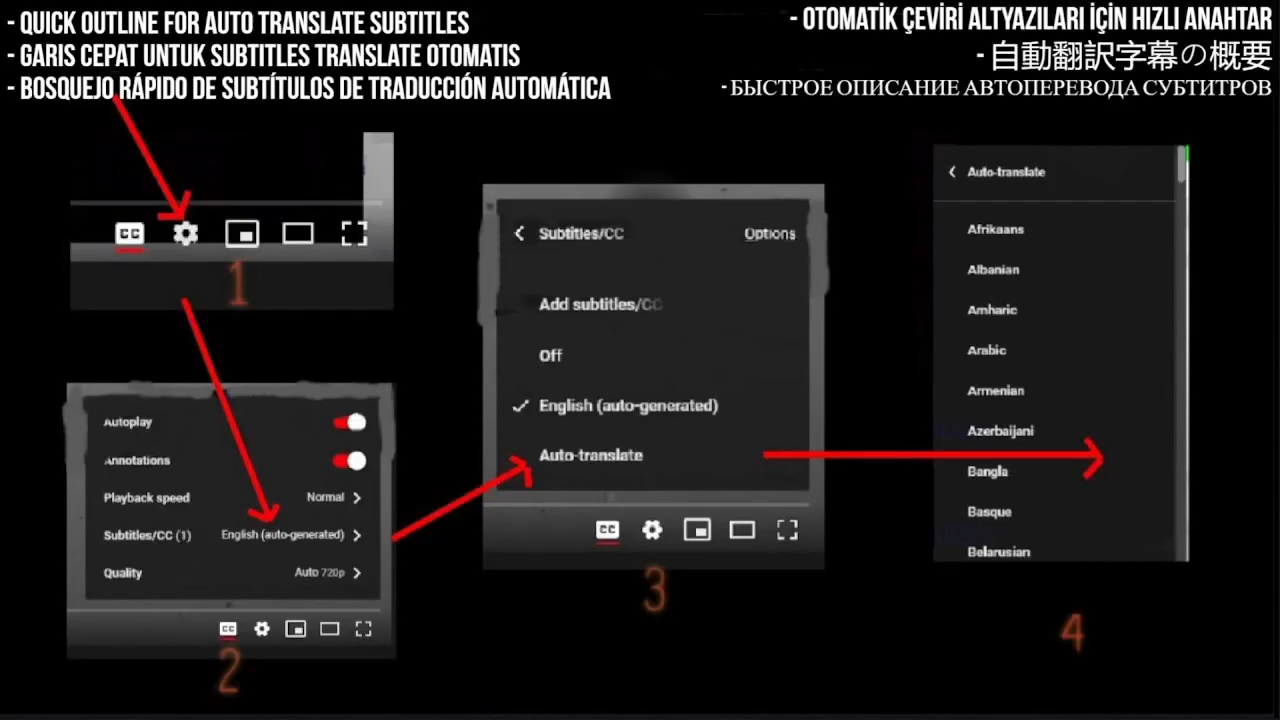 - QUICK OUTLINE FOR AUTO TRANSLATE SUBTITLES
- GARIS CEPAT UNTUK SUBTITLES TRANSLATE OTOMATIS
- BOSQUEJO RÁPIDO DE SUBTÍTULOS DE TRADUCCIÓN AUTOMÁTICA
- OTOMATİK ÇEVİRİ ALTYAZILARI İÇİN HIZLI ANAHTAR
- 自動翻訳字幕の概要
- БЫСТРОЕ ОПИСАНИЕ АВТОПЕРЕВОДА СУБТИТРОВ
CC
1
Autoplay
Annotations
Playback speed Normal
Subtitles/CC (1) English (auto-generated)
Quality Auto 720p
CC
2
Subtitles/CC Options
Add subtitles/CC
Off
English (auto-generated)
Auto-translate
CC
3
Auto-translate
Afrikaans
Albanian
Amharic
Arabic
Armenian
Azerbaijani
Bangla
Basque
Belarusian
4